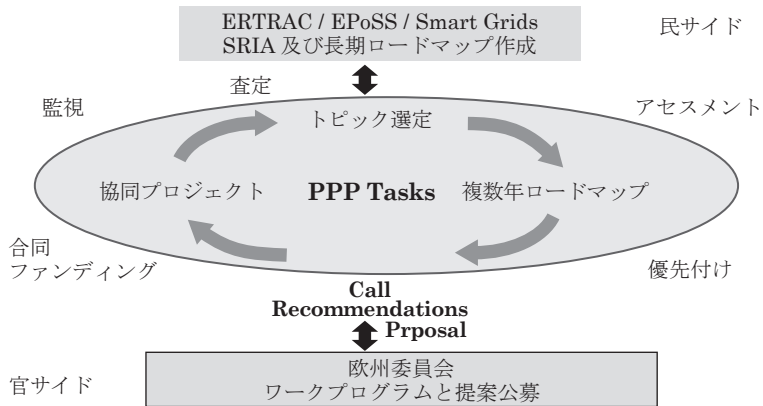 ERTRAC / EPoSS / Smart Grids
SRIA 及び長期ロードマップ作成
民サイド
査定
監視
アセスメント
トピック選定
協同プロジェクト
PPP Tasks
複数年ロードマップ
合同
ファンディング
優先付け
Call
Recommendations
Prposal
欧州委員会
ワークプログラムと提案公募
官サイド